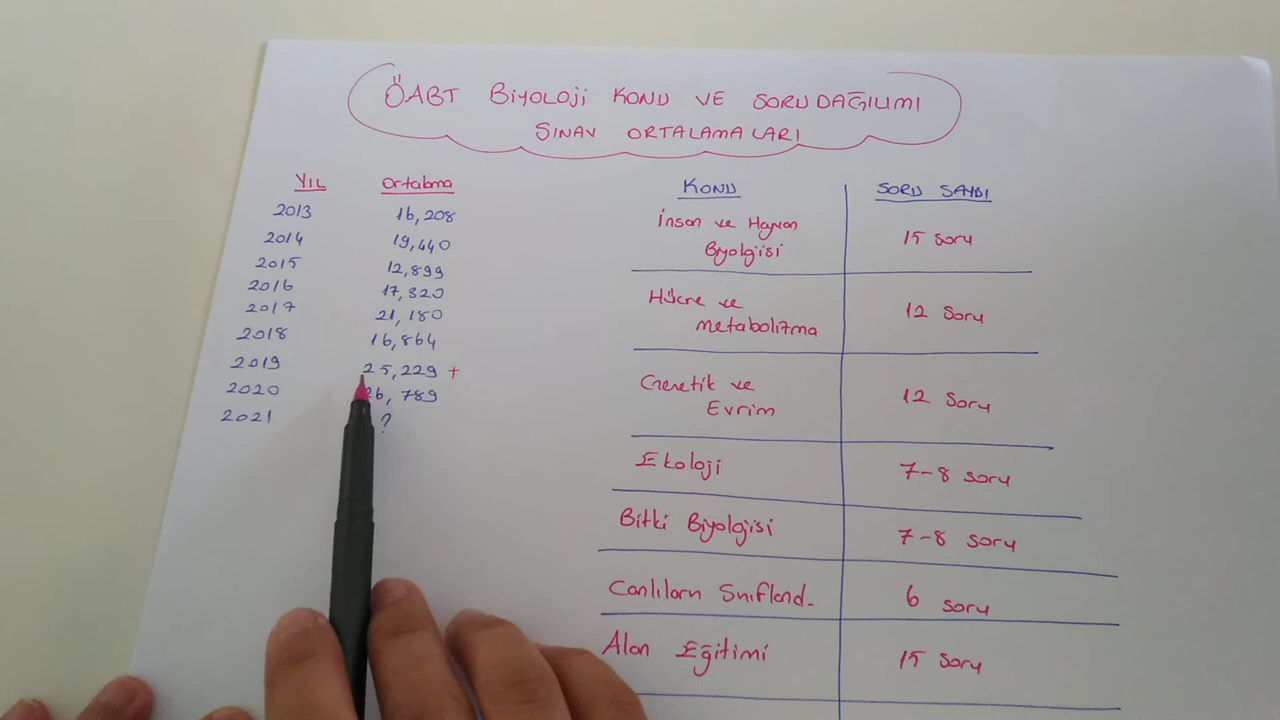 ÖABT BİYOLOJİ KONU VE SORU DAĞILIMI
SINAV ORTALAMALARI
YIL Ortalama
2013 16,208
2014 19,440
2015 12,899
2016 17,320
2017 21,180
2018 16,864
2019 25,229 +
2020 26,789
2021 ?
KONU SORU SAYISI
İnsan ve Hayvan
Biyolojisi 15 soru
Hücre ve
metabolizma 12 soru
Genetik ve
Evrim 12 soru
Ekoloji 7-8 soru
Bitki Biyolojisi 7-8 soru
Canlıların Sınıfland. 6 soru
Alan Eğitimi 15 soru